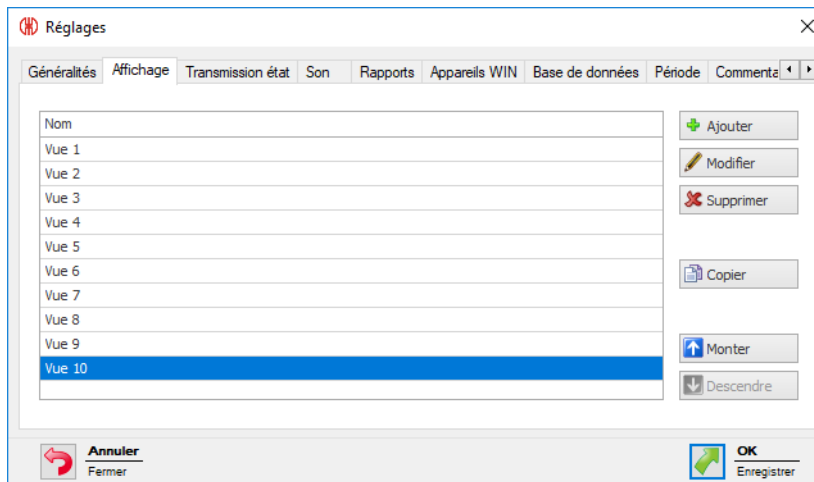 Réglages
Généralités Affichage Transmission état Son Rapports Appareils WIN Base de données Période Commenta
Nom
Vue 1
Vue 2
Vue 3
Vue 4
Vue 5
Vue 6
Vue 7
Vue 8
Vue 9
Vue 10
Ajouter
Modifier
Supprimer
Copier
Monter
Descendre
Annuler
Fermer
OK
Enregistrer